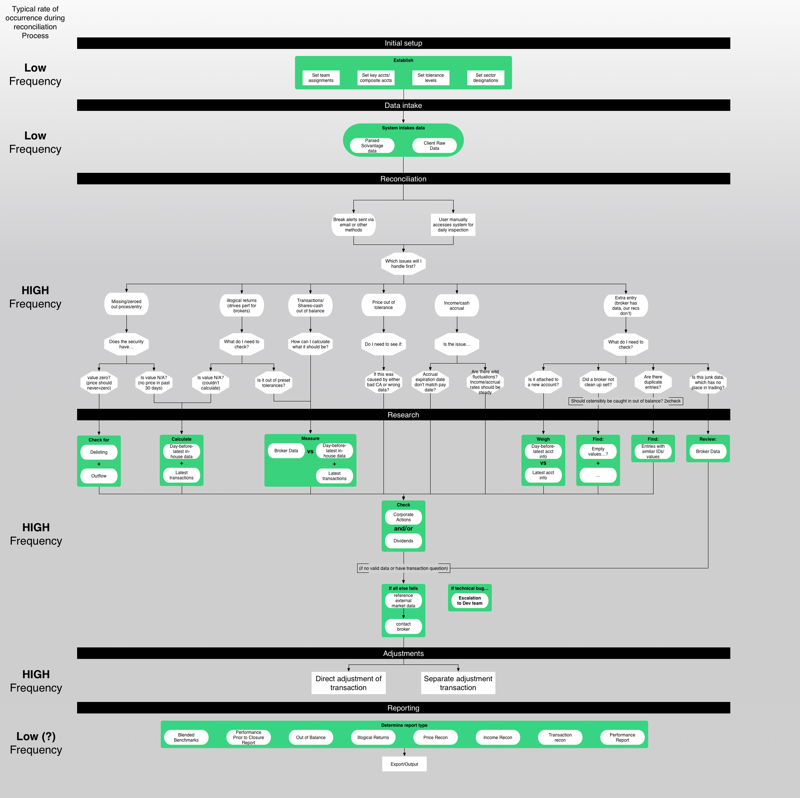 Typical rate of
occurrence during
reconciliation
Process
Initial setup
Low
Frequency
Establish
Set team
assignments
Set key accts/
composite accts
Set tolerance
levels
Set sector
designations
Data intake
Low
Frequency
System intakes data
Parsed
Scivantage
data
Client Raw
Data
Reconciliation
Break alerts sent via
email or other
methods
User manually
accesses system for
daily inspection
Which issues will I
handle first?
HIGH
Frequency
Missing/zeroed
out prices/entry
Illogical returns
(drives perf for
brokers)
Transactions/
Shares-cash
out of balance
Price out of
tolerance
Income/cash
accrual
Extra entry
(broker has
data, our recs
don't)
Does the security
have...
What do I need to
check?
How can I calculate
what it should be?
Do I need to see it
Is the issue...
What do I need to
check?
value zero?
(price should
never=zero)
Is value N/A?
(no price in past
30 days)
Is value N/A?
(couldn't
calculate)
Is it out of preset
tolerances?
If this was
caused by either
bad CA or wrong
data?
Accrual
expiration date
don't match pay
date?
Are there end
fluctuations?
Income/accrual
rates should be
steady
Is it attached to
a new account?
Did a broker not
clean up set?
Are there
duplicate
entries?
Is this junk data,
which has no
place in trading?
Should ostensibly be caught in out of balance? 2xcheck
Research
Check for
Delisting
+
Outflow
Calculate
Day-before-
latest in-
house data
+
Latest
transactions
Measure
Broker Data
vs
Day-before-
latest in-
house data
+
Latest
transactions
Weigh
Day-before-
latest acct
info
vs
Latest acct
info
Find:
Empty
values...?
+
...
Find:
Entries with
similar IDs/
values
Review:
Broker Data
HIGH
Frequency
Check
Corporate
Actions
and/or
Dividends
(if no valid data or have transaction question)
If all else fails
reference
external
market data
contact
broker
If technical bug...
Escalation
to Dev team
Adjustments
HIGH
Frequency
Direct adjustment of
transaction
Separate adjustment
transaction
Reporting
Low (?)
Frequency
Determine report type
Blended
Benchmarks
Performance
Prior to Closure
Report
Out of Balance
Illogical Returns
Price Recon
Income Recon
Transaction
recon
Performance
Report
Export/Output